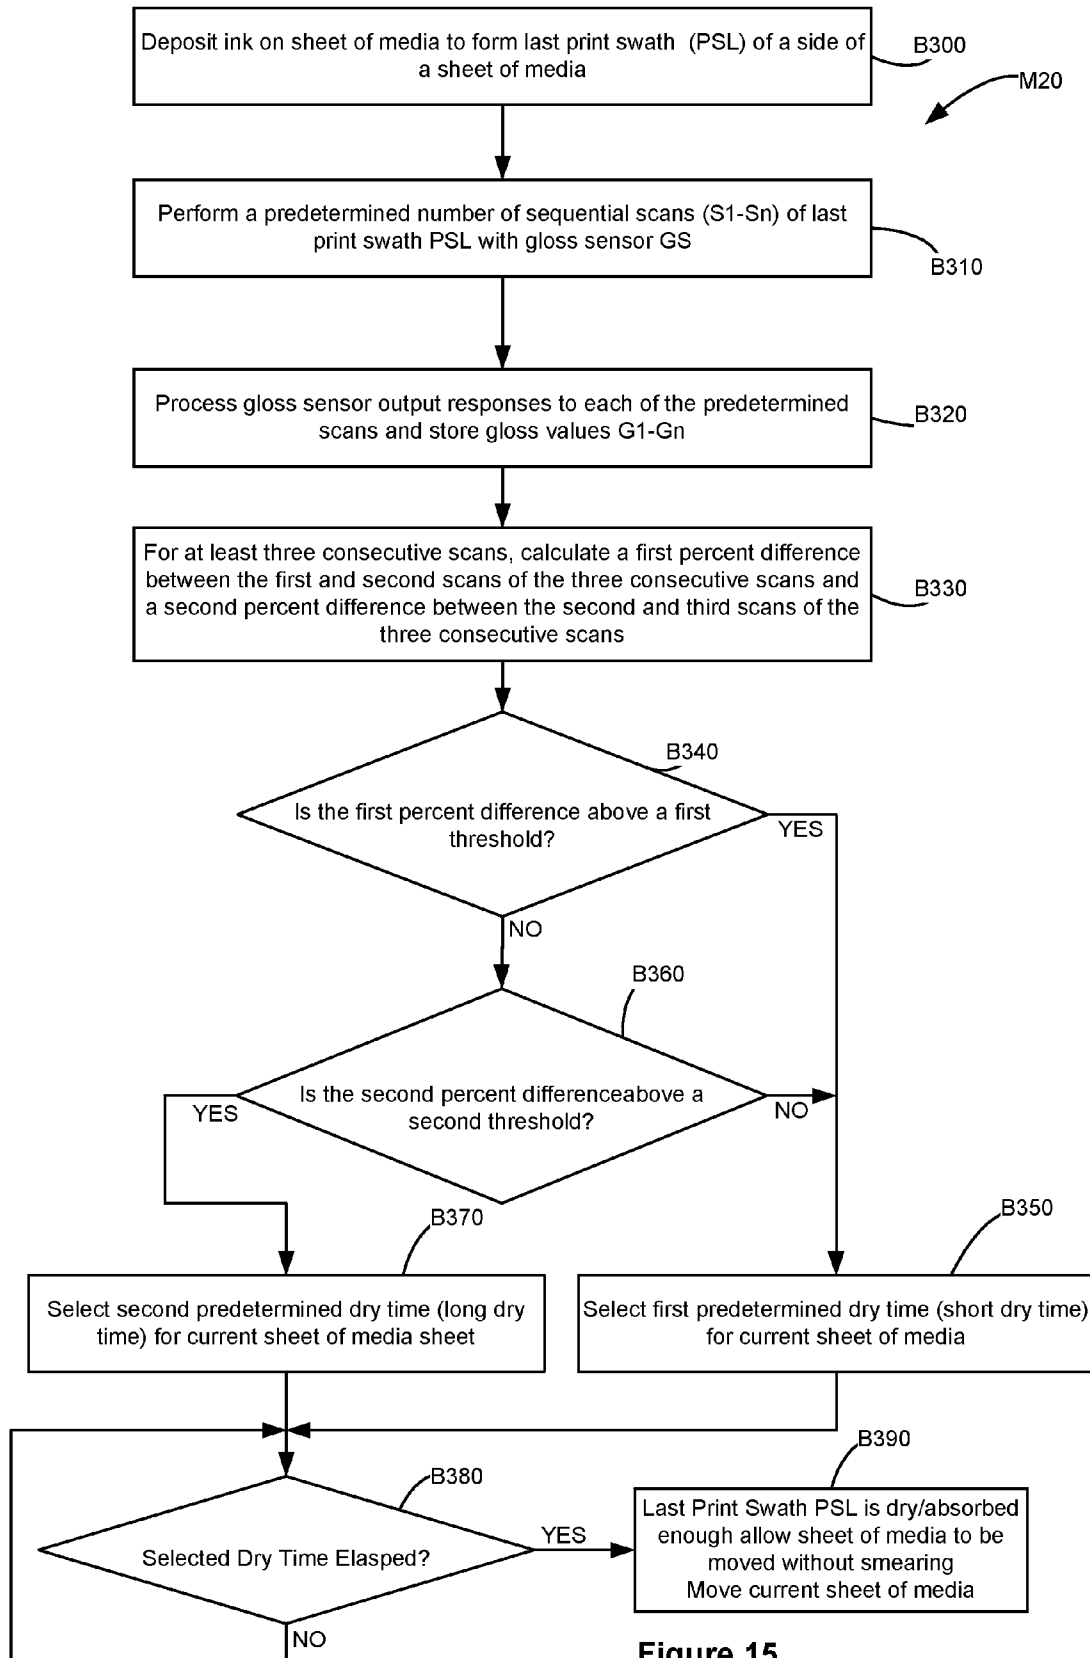 Deposit ink on sheet of media to form last print swath (PSL) of a side of
a sheet of media
B300
M20
Perform a predetermined number of sequential scans (S1-Sn) of last
print swath PSL with gloss sensor GS
B310
Process gloss sensor output responses to each of the predetermined
scans and store gloss values G1-Gn
B320
For at least three consecutive scans, calculate a first percent difference
between the first and second scans of the three consecutive scans and
a second percent difference between the second and third scans of the
three consecutive scans
B330
B340
Is the first percent difference above a first
threshold?
YES
NO
B360
Is the second percent differenceabove a
second threshold?
YES
NO
B370
B350
Select second predetermined dry time (long dry
time) for current sheet of media sheet
Select first predetermined dry time (short dry time)
for current sheet of media
B390
B380
Selected Dry Time Elasped?
YES
Last Print Swath PSL is dry/absorbed
enough allow sheet of media to be
moved without smearing
Move current sheet of media
NO
Figure 15